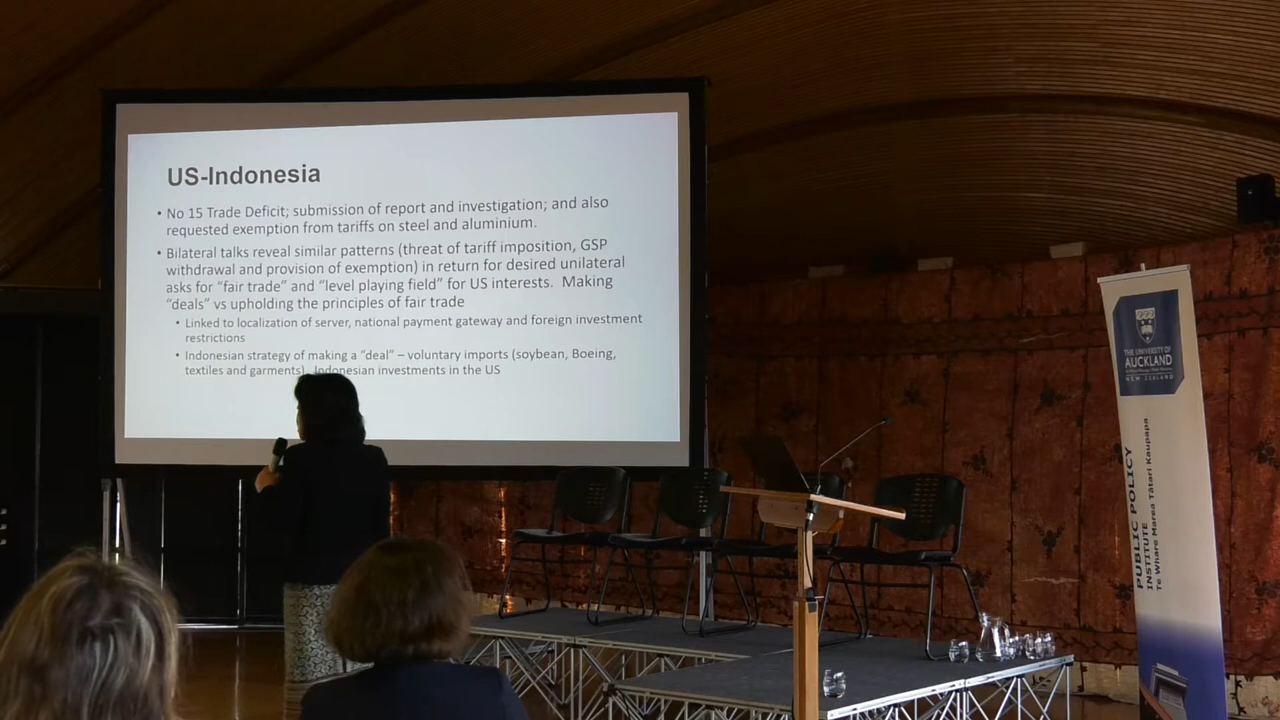 US-Indonesia
• No 15 Trade Deficit; submission of report and investigation; and also
requested exemption from tariffs on steel and aluminium.
• Bilateral talks reveal similar patterns (threat of tariff imposition, GSP
withdrawal and provision of exemption) in return for desired unilateral
asks for “fair trade” and “level playing field” for US interests. Making
“deals” vs upholding the principles of fair trade
• Linked to localization of server, national payment gateway and foreign investment
restrictions
• Indonesian strategy of making a “deal” – voluntary imports (soybean, Boeing,
textiles and garments), Indonesian investments in the US
THE UNIVERSITY OF
AUCKLAND
NEW ZEALAND
PUBLIC POLICY
INSTITUTE
Te Whare Marea Tātari Kaupapa